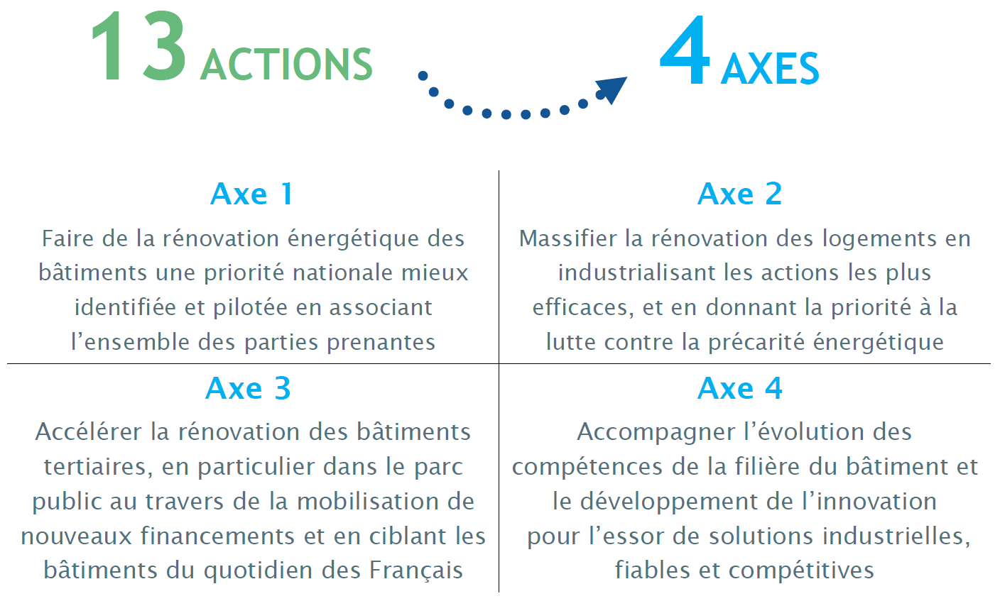 13 ACTIONS
4 AXES
Axe 1
Faire de la rénovation énergétique des
bâtiments une priorité nationale mieux
identifiée et pilotée en associant
l’ensemble des parties prenantes
Axe 2
Massifier la rénovation des logements en
industrialisant les actions les plus
efficaces, et en donnant la priorité à la
lutte contre la précarité énergétique
Axe 3
Accélérer la rénovation des bâtiments
tertiaires, en particulier dans le parc
public au travers de la mobilisation de
nouveaux financements et en ciblant les
bâtiments du quotidien des Français
Axe 4
Accompagner l’évolution des
compétences de la filière du bâtiment et
le développement de l’innovation
pour l’essor de solutions industrielles,
fiables et compétitives